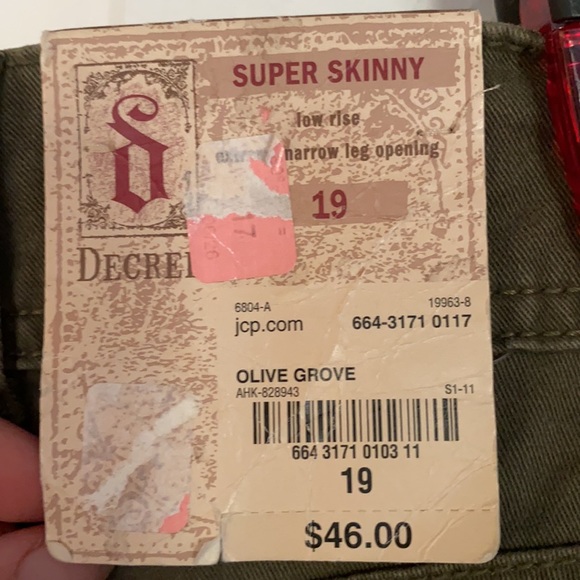 SUPER SKINNY
low rise
narrow leg opening
19
DECREE
6804-A 19963-8
jcp.com 664-3171 0117
OLIVE GROVE
AHK-828943 S1-11
664 3171 0103 11
19
$46.00